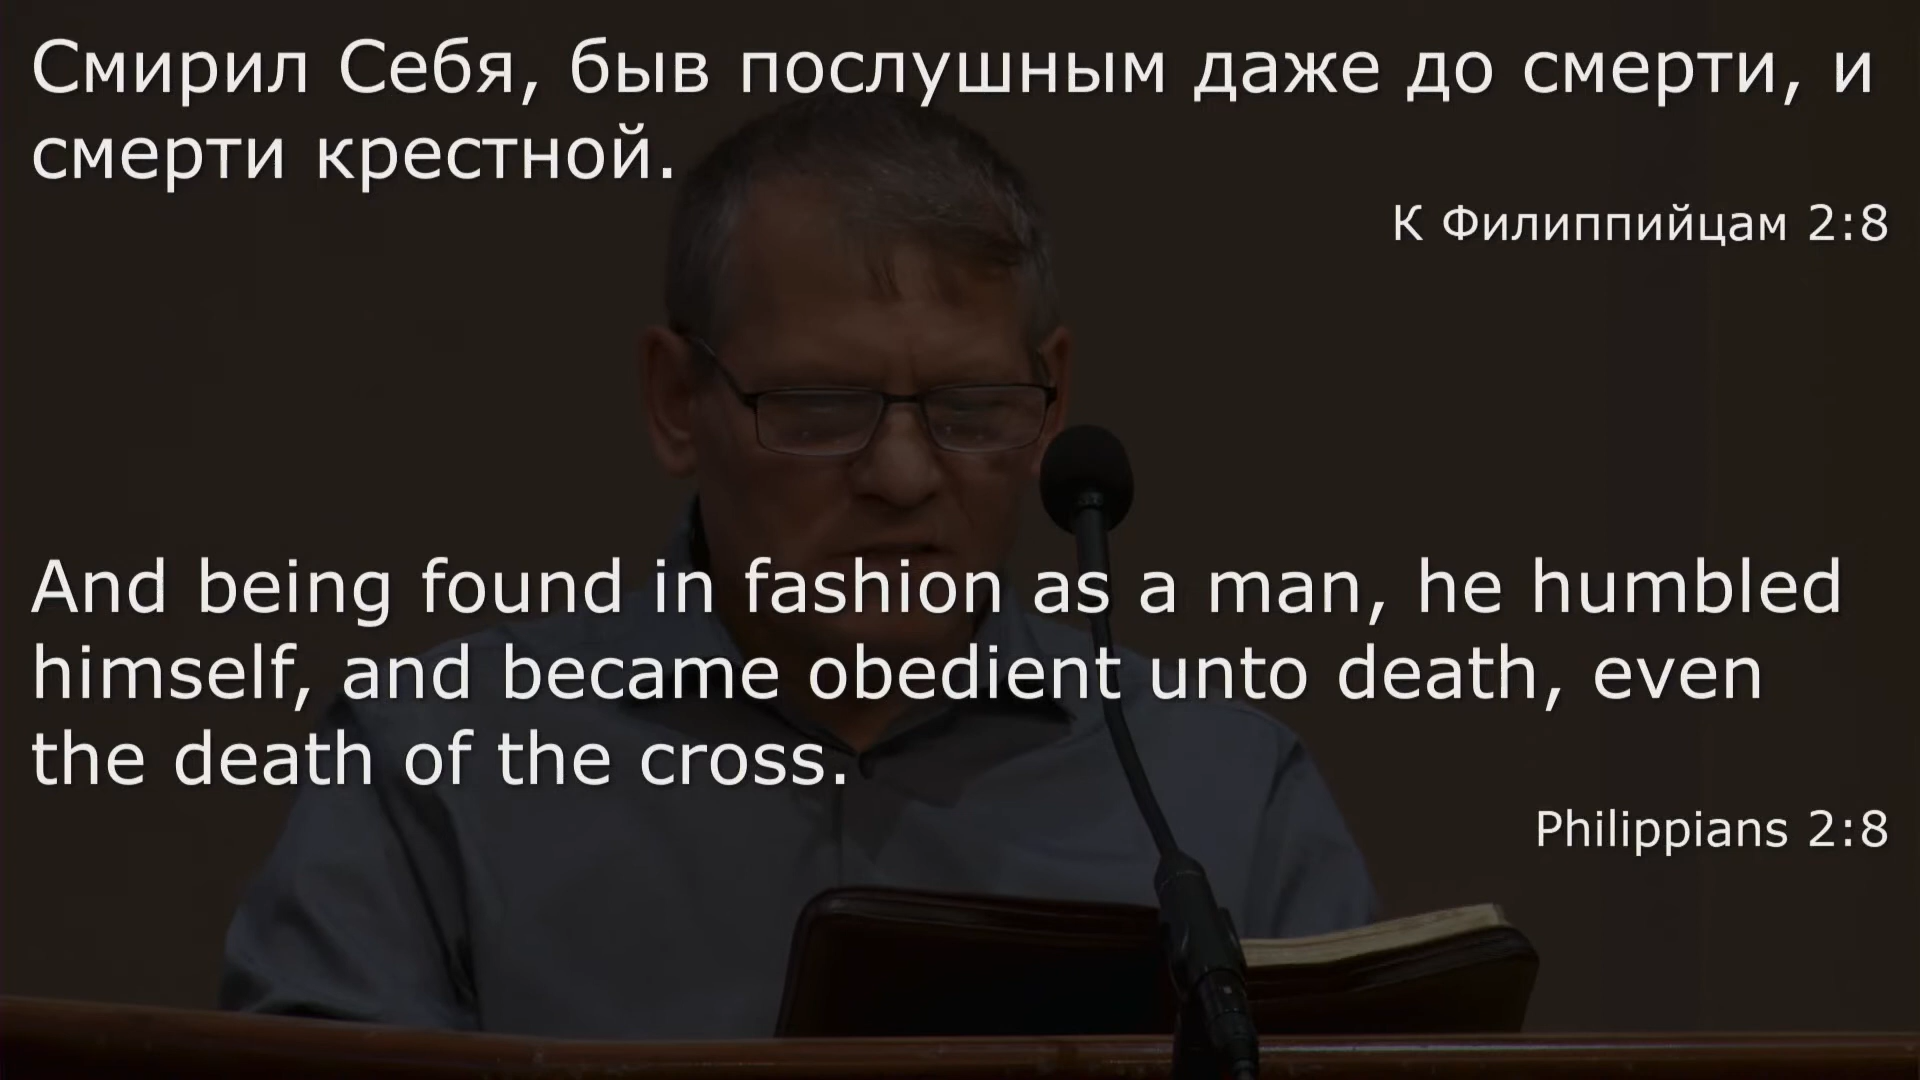 Смирил Себя, быв послушным даже до смерти, и
смерти крестной.
К Филиппийцам 2:8
And being found in fashion as a man, he humbled
himself, and became obedient unto death, even
the death of the cross.
Philippians 2:8